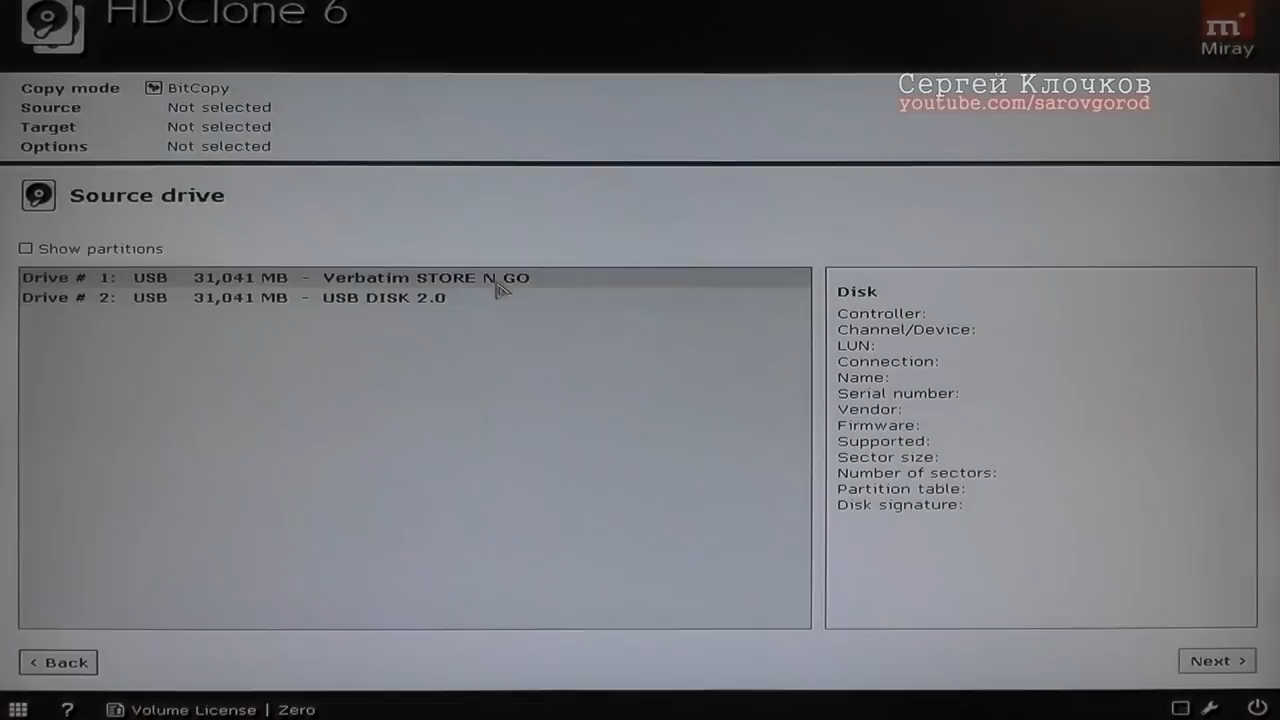 HDClone 6
Miray
Copy mode BitCopy
Source Not selected
Target Not selected
Options Not selected
Сергей Клочков
youtube.com/sarovgorod
Source drive
Show partitions
Drive # 1: USB 31,041 MB - Verbatim STORE N GO
Drive # 2: USB 31,041 MB - USB DISK 2.0
Disk
Controller:
Channel/Device:
LUN:
Connection:
Name:
Serial number:
Vendor:
Firmware:
Supported:
Sector size:
Number of sectors:
Partition table:
Disk signature:
< Back
Next >
? Volume License | Zero